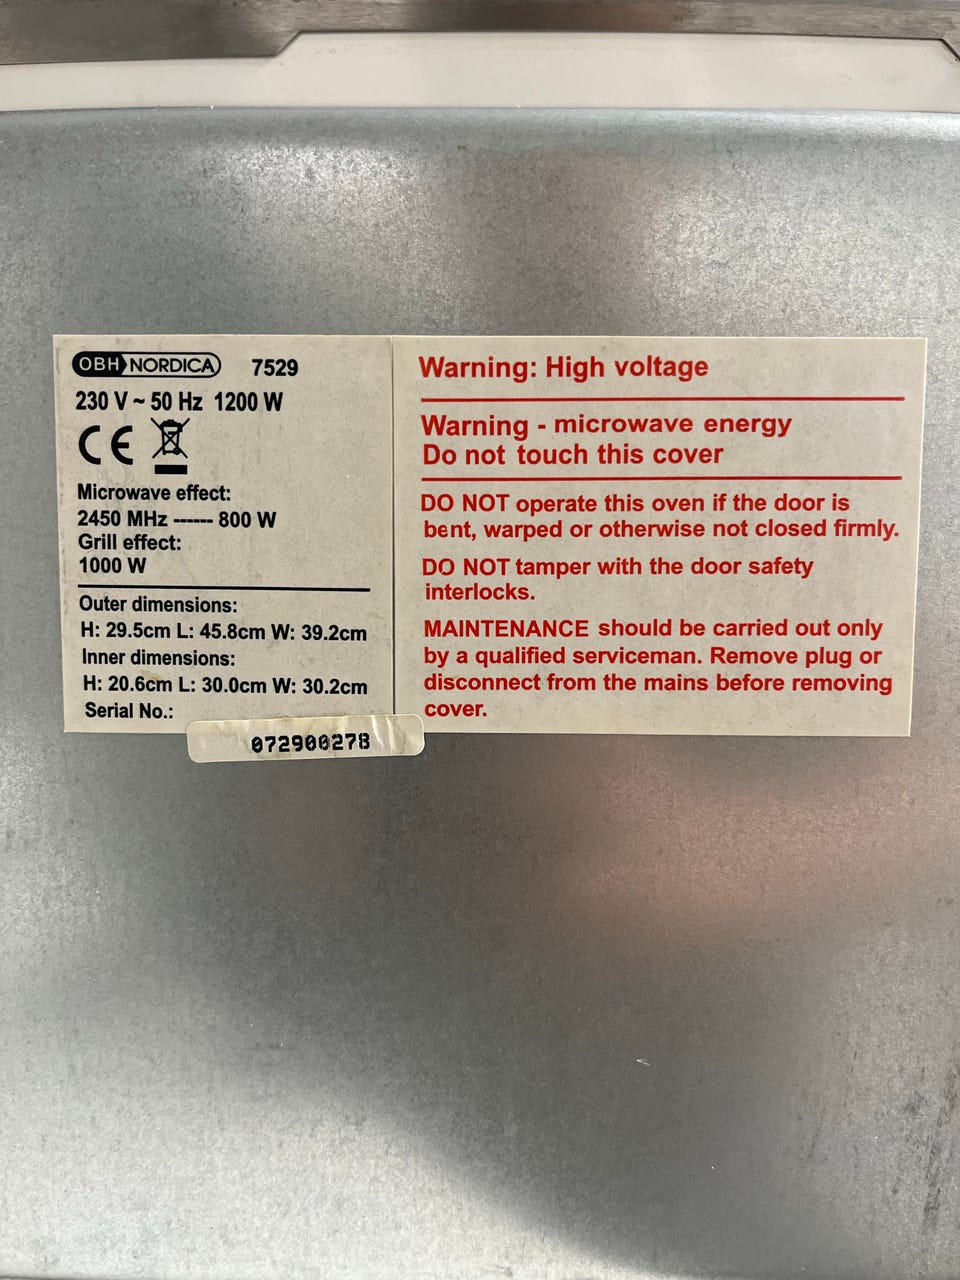 OBH NORDICA 7529
230 V ~ 50 Hz 1200 W
CE
Microwave effect:
2450 MHz ------ 800 W
Grill effect:
1000 W
Outer dimensions:
H: 29.5cm L: 45.8cm W: 39.2cm
Inner dimensions:
H: 20.6cm L: 30.0cm W: 30.2cm
Serial No.:
072900278
Warning: High voltage
Warning - microwave energy
Do not touch this cover
DO NOT operate this oven if the door is
bent, warped or otherwise not closed firmly.
DO NOT tamper with the door safety
interlocks.
MAINTENANCE should be carried out only
by a qualified serviceman. Remove plug or
disconnect from the mains before removing
cover.